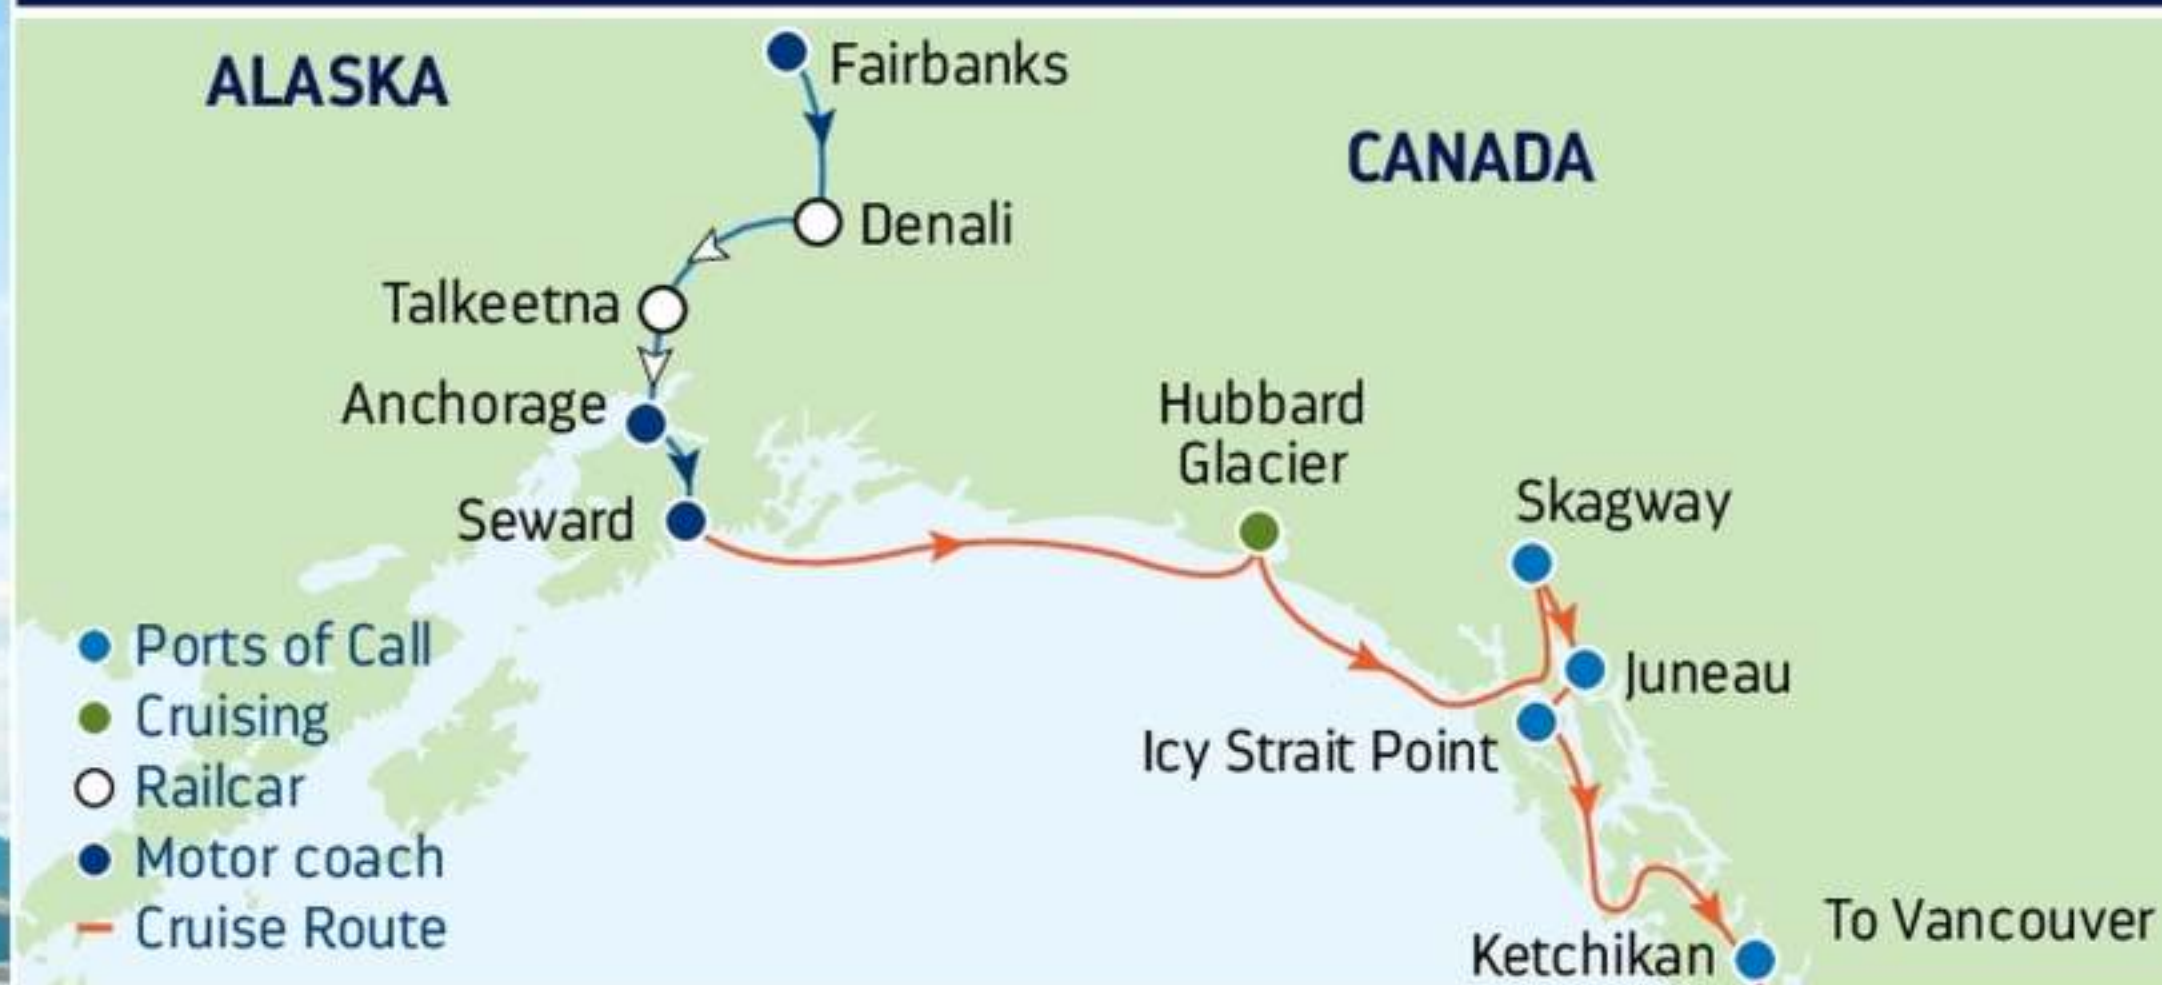 ALASKA
Fairbanks
CANADA
Denali
Talkeetna
Anchorage
Hubbard
Glacier
Seward
Skagway
Juneau
Icy Strait Point
Ketchikan
To Vancouver
Ports of Call
Cruising
Railcar
Motor coach
Cruise Route